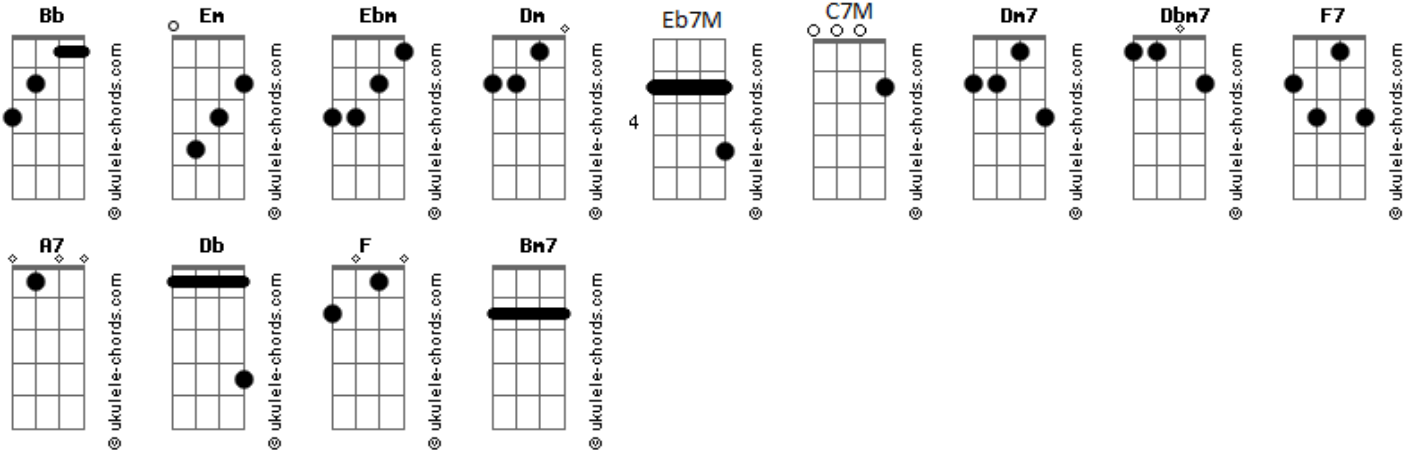 Bb Em Ebm Dm Eb7M C7M Dm7 Dbm7 F7
© ukulele-chords.com © ukulele-chords.com © ukulele-chords.com © ukulele-chords.com © ukulele-chords.com © ukulele-chords.com © ukulele-chords.com © ukulele-chords.com © ukulele-chords.com
4
A7 Db F Bm7
© ukulele-chords.com © ukulele-chords.com © ukulele-chords.com © ukulele-chords.com